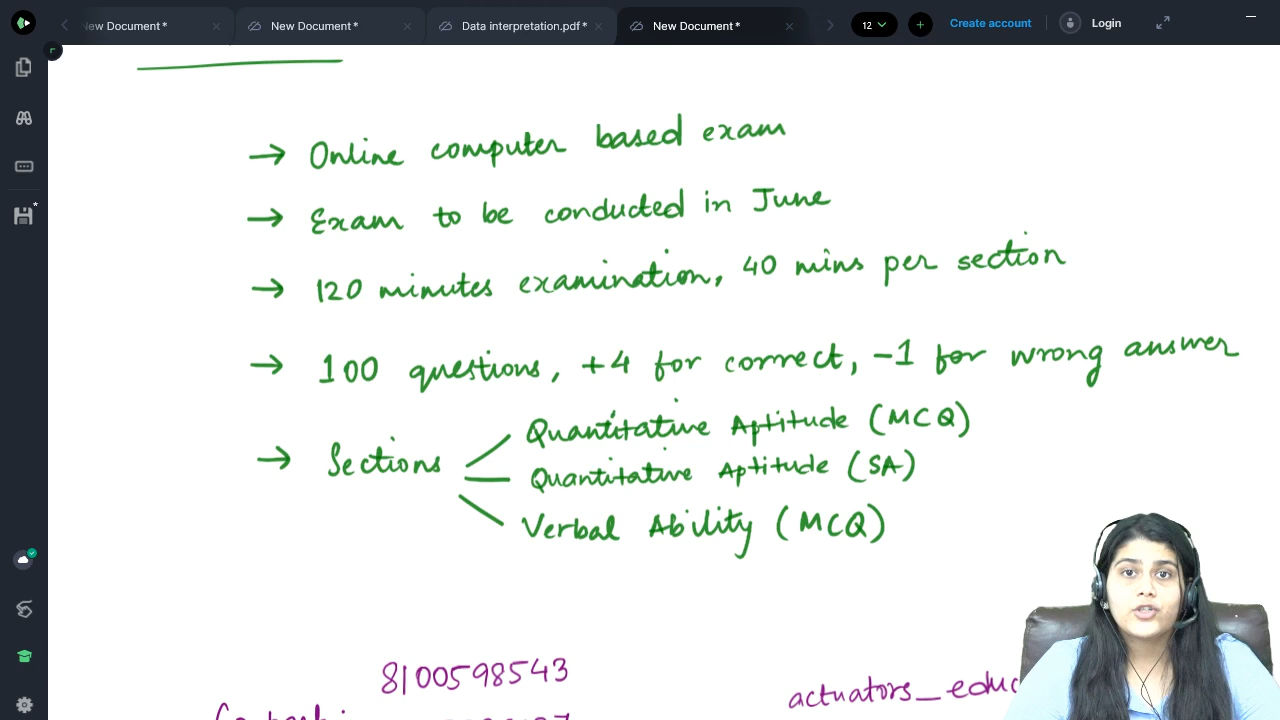 New Document*
New Document*
Data interpretation.pdf*
New Document*
12
Create account
Login
→ Online computer based exam
→ Exam to be conducted in June
→ 120 minutes examination, 40 mins per section
→ 100 questions, +4 for correct, -1 for wrong answer
→ Sections
Quantitative Aptitude (MCQ)
Quantitative Aptitude (SA)
Verbal Ability (MCQ)
8100598543